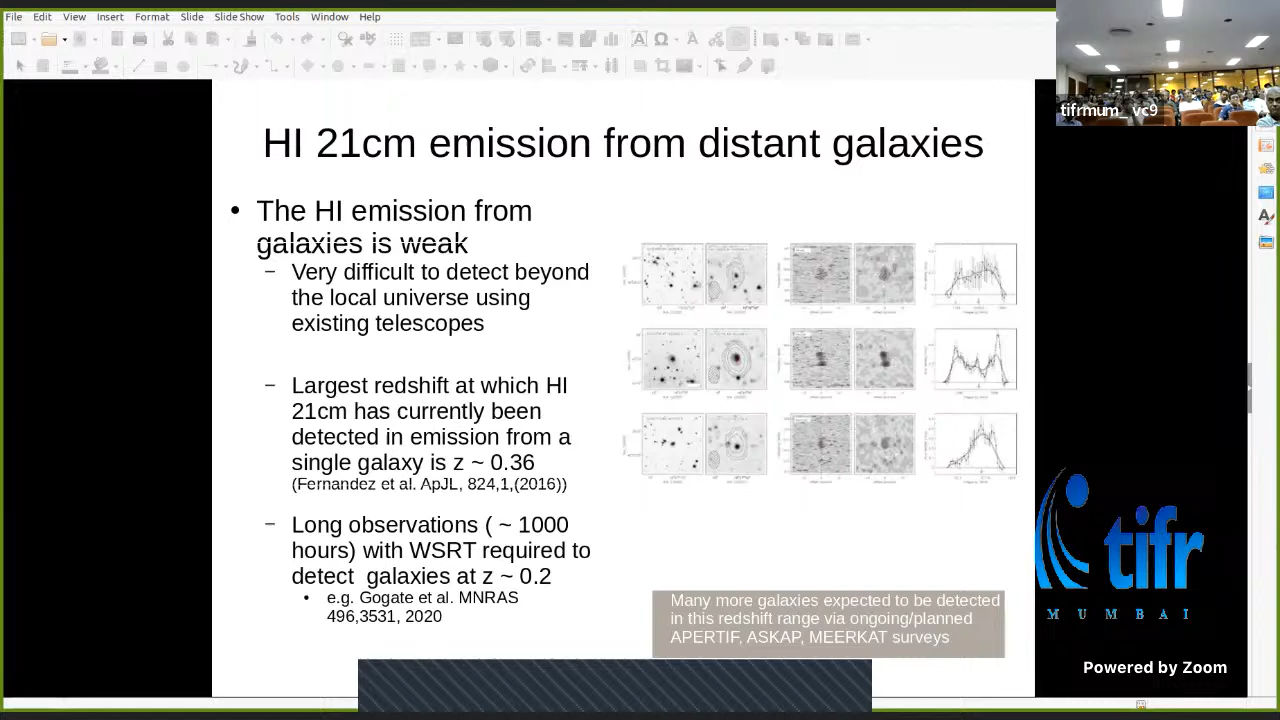 File Edit View Insert Format Slide Slide Show Tools Window Help
tifrmum_ vc9
HI 21cm emission from distant galaxies
• The HI emission from
galaxies is weak
– Very difficult to detect beyond
the local universe using
existing telescopes
– Largest redshift at which HI
21cm has currently been
detected in emission from a
single galaxy is z ~ 0.36
(Fernandez et al. ApJL, 824,1,(2016))
– Long observations ( ~ 1000
hours) with WSRT required to
detect galaxies at z ~ 0.2
• e.g. Gogate et al. MNRAS
496,3531, 2020
Many more galaxies expected to be detected
in this redshift range via ongoing/planned
APERTIF, ASKAP, MEERKAT surveys
tifr
MUMBAI
Powered by Zoom